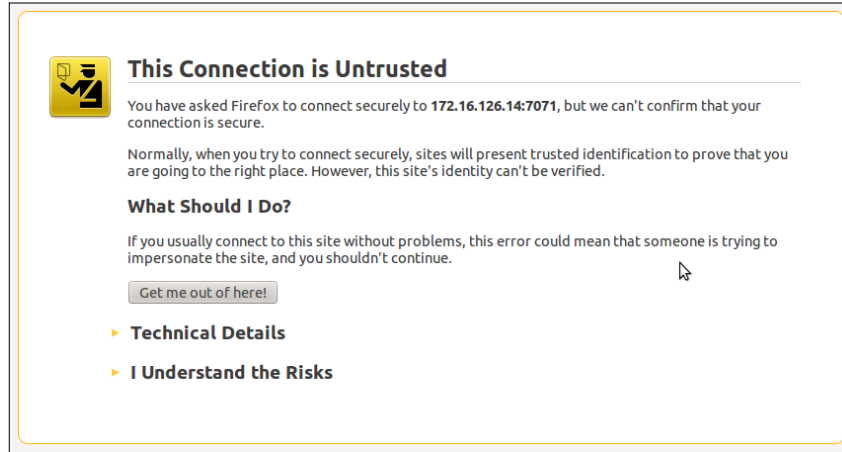 This Connection is Untrusted
You have asked Firefox to connect securely to 172.16.126.14:7071, but we can't confirm that your
connection is secure.
Normally, when you try to connect securely, sites will present trusted identification to prove that you
are going to the right place. However, this site's identity can't be verified.
What Should I Do?
If you usually connect to this site without problems, this error could mean that someone is trying to
impersonate the site, and you shouldn't continue.
Get me out of here!
Technical Details
I Understand the Risks